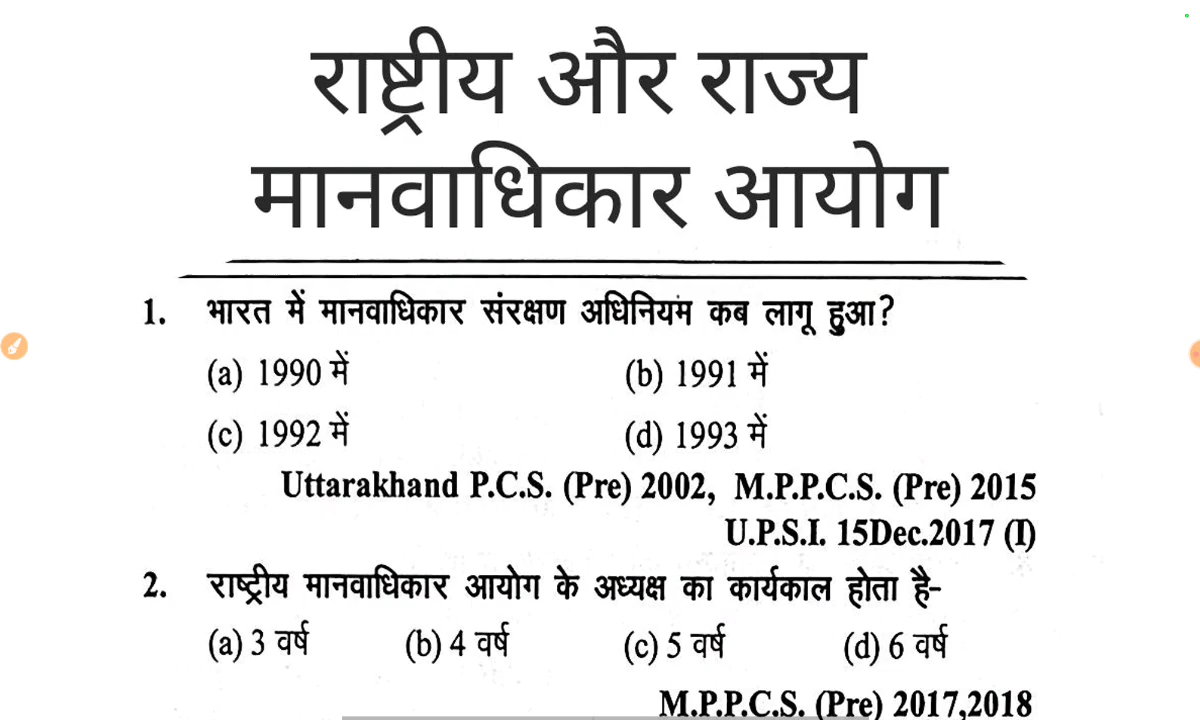 राष्ट्रीय और राज्य
मानवाधिकार आयोग
1. भारत में मानवाधिकार संरक्षण अधिनियम कब लागू हुआ?
(a) 1990 में (b) 1991 में
(c) 1992 में (d) 1993 में
Uttarakhand P.C.S. (Pre) 2002, M.P.P.C.S. (Pre) 2015
U.P.S.I. 15Dec.2017 (I)
2. राष्ट्रीय मानवाधिकार आयोग के अध्यक्ष का कार्यकाल होता है-
(a) 3 वर्ष (b) 4 वर्ष (c) 5 वर्ष (d) 6 वर्ष
M.P.P.C.S. (Pre) 2017,2018